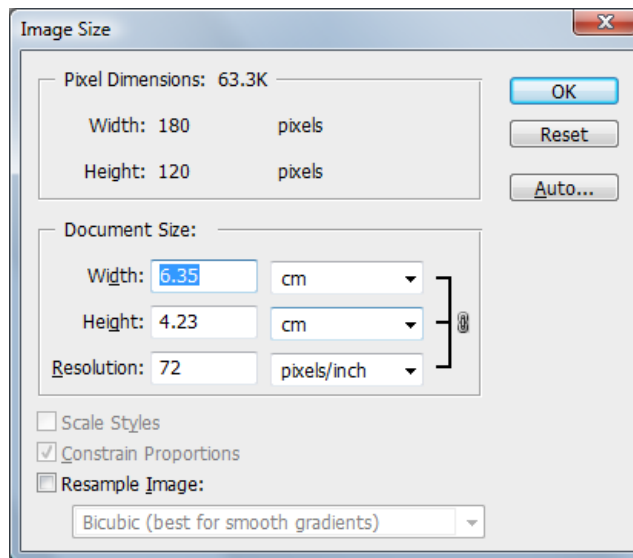 Image Size
Pixel Dimensions: 63.3K
Width: 180 pixels
Height: 120 pixels
OK
Reset
Auto...
Document Size:
Width: 6.35 cm
Height: 4.23 cm
Resolution: 72 pixels/inch
Scale Styles
Constrain Proportions
Resample Image:
Bicubic (best for smooth gradients)